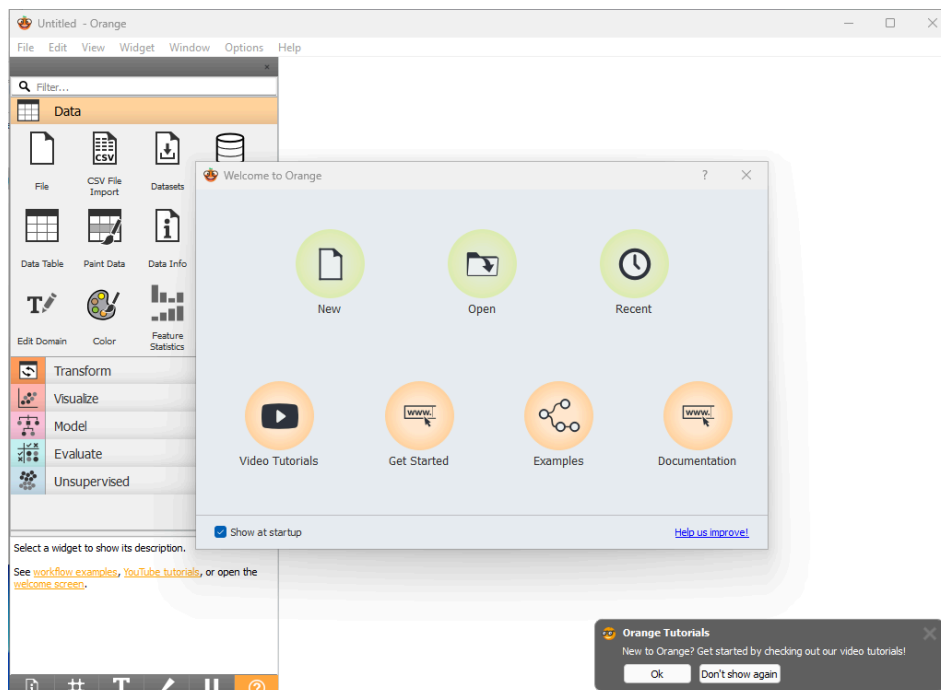 Untitled - Orange
File Edit View Widget Window Options Help
Filter...
Data
File
CSV File
Import
Datasets
Data Table
Paint Data
Data Info
Edit Domain
Color
Feature
Statistics
Transform
Visualize
Model
Evaluate
Unsupervised
Welcome to Orange
New
Open
Recent
www.
www.
Video Tutorials
Get Started
Examples
Documentation
Show at startup
Help us improve!
Select a widget to show its description.
See workflow examples, YouTube tutorials, or open the
welcome screen.
Orange Tutorials
New to Orange? Get started by checking out our video tutorials!
Ok
Don't show again